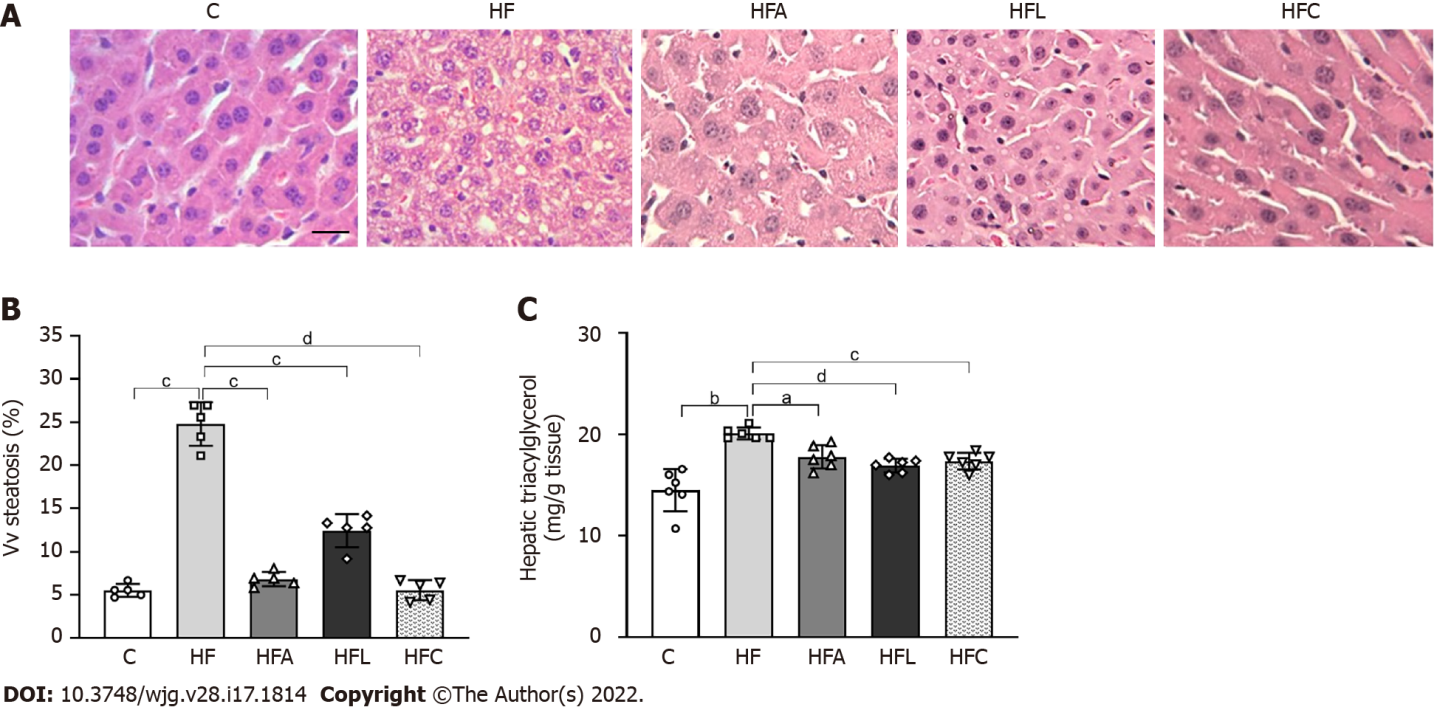 A
C HF HFA HFL HFC
B
35
30
25
20
15
10
5
0
Vv steatosis (%)
d
c
c c
C HF HFA HFL HFC
C
30
20
10
0
Hepatic triacylglycerol
(mg/g tissue)
c
d
b a
C HF HFA HFL HFC
DOI: 10.3748/wjg.v28.i17.1814 Copyright ©The Author(s) 2022.